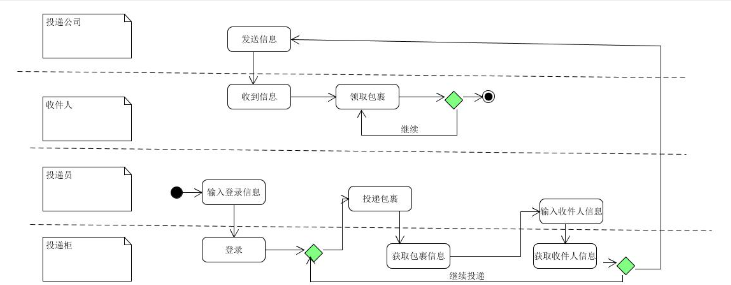 投递公司
发送信息
收件人
收到信息
领取包裹
继续
投递员
输入登录信息
投递包裹
输入收件人信息
投递柜
登录
获取包裹信息
获取收件人信息
继续投递